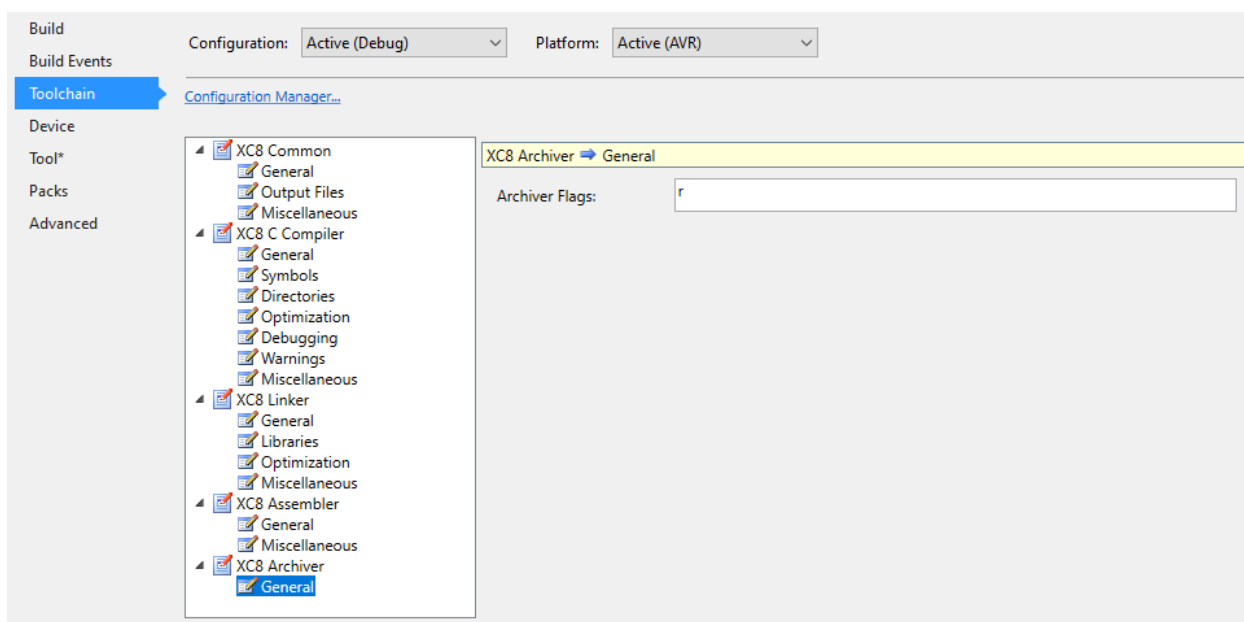 Build
Build Events
Toolchain
Device
Tool*
Packs
Advanced
Configuration: Active (Debug) Platform: Active (AVR)
Configuration Manager...
XC8 Common
General
Output Files
Miscellaneous
XC8 C Compiler
General
Symbols
Directories
Optimization
Debugging
Warnings
Miscellaneous
XC8 Linker
General
Libraries
Optimization
Miscellaneous
XC8 Assembler
General
Miscellaneous
XC8 Archiver
General
XC8 Archiver ➡ General
Archiver Flags: r